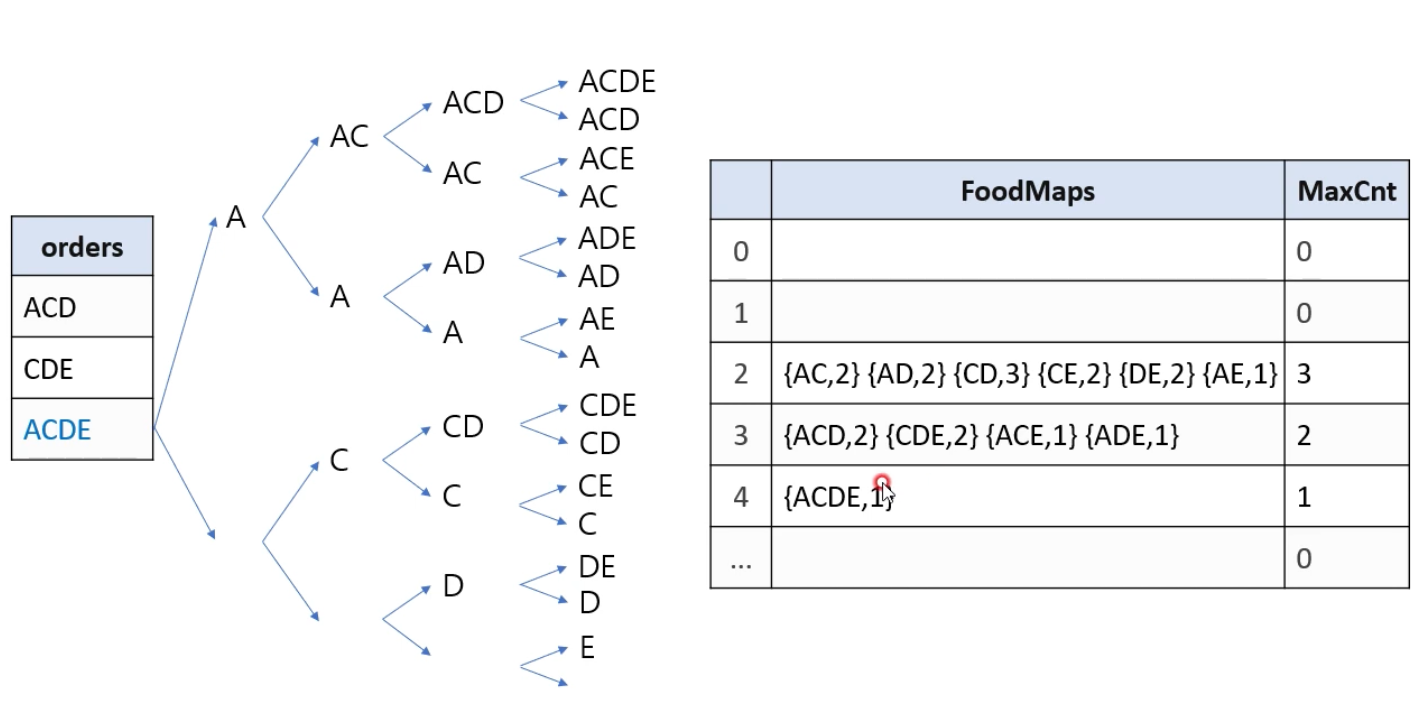 orders
ACD
CDE
ACDE
A
AC
A
C
ACD
AC
AD
A
CD
C
D
ACDE
ACD
ACE
AC
ADE
AD
AE
A
CDE
CD
CE
C
DE
D
E
FoodMaps MaxCnt
0 0
1 0
2 {AC,2} {AD,2} {CD,3} {CE,2} {DE,2} {AE,1} 3
3 {ACD,2} {CDE,2} {ACE,1} {ADE,1} 2
4 {ACDE,1} 1
... 0